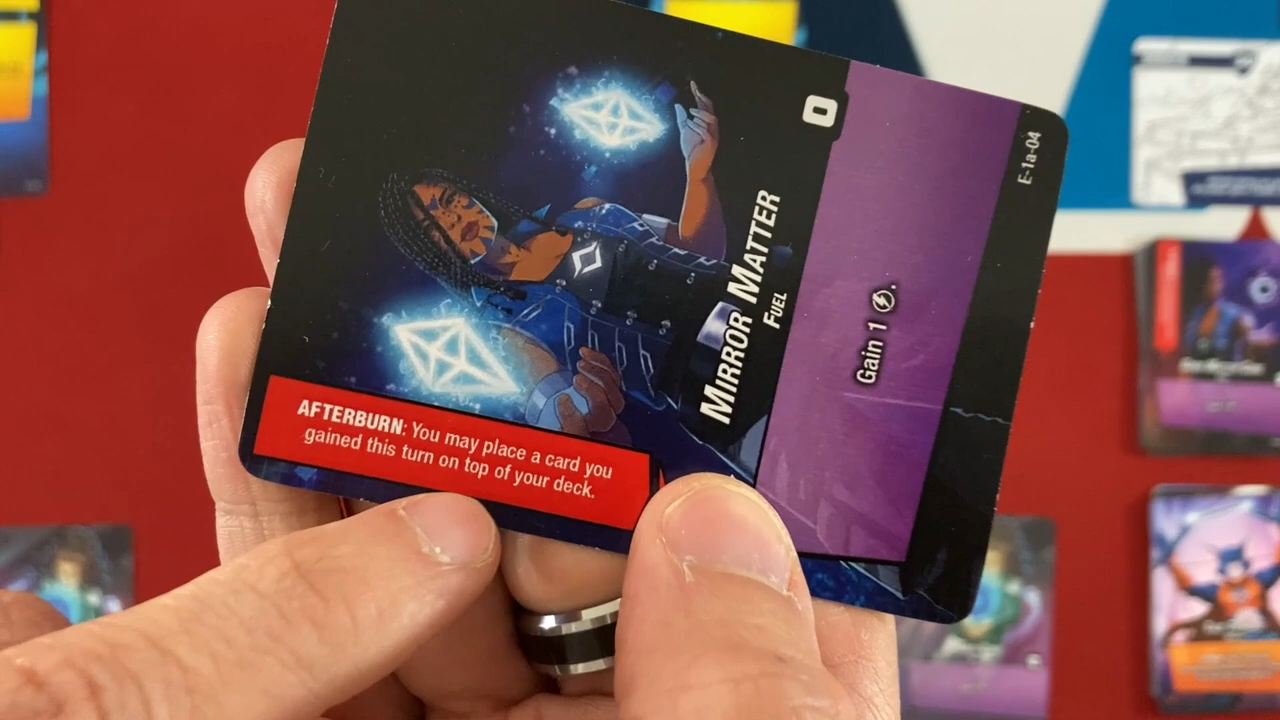 AFTERBURN: You may place a card you
gained this turn on top of your deck.
MIRROR MATTER
FUEL
0
Gain 1 .
E-1a-04